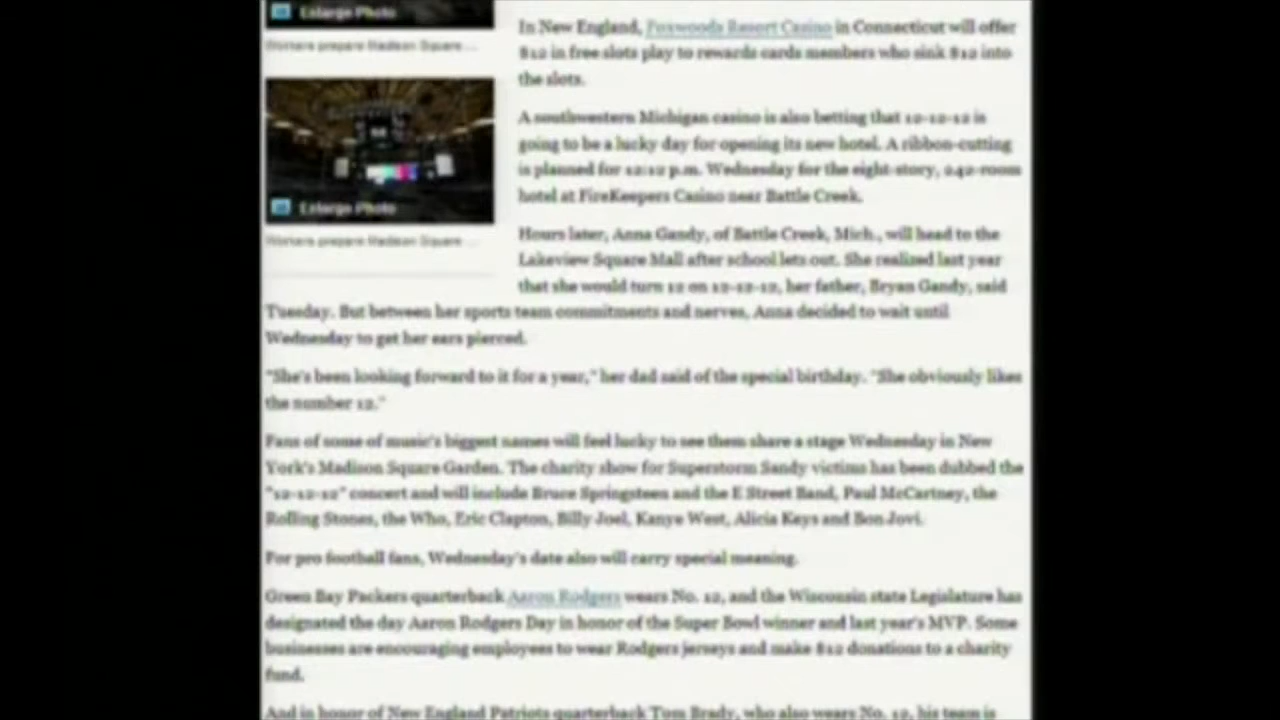 Enlarge Photo
Workers prepare Madison Square ...
Enlarge Photo
Workers prepare Madison Square ...
In New England, Foxwoods Resort Casino in Connecticut will offer
$12 in free slots play to rewards cards members who sink $12 into
the slots.
A southwestern Michigan casino is also betting that 12-12-12 is
going to be a lucky day for opening its new hotel. A ribbon-cutting
is planned for 12:12 p.m. Wednesday for the eight-story, 242-room
hotel at FireKeepers Casino near Battle Creek.
Hours later, Anna Gandy, of Battle Creek, Mich., will head to the
Lakeview Square Mall after school lets out. She realized last year
that she would turn 12 on 12-12-12, her father, Bryan Gandy, said
Tuesday. But between her sports team commitments and nerves, Anna decided to wait until
Wednesday to get her ears pierced.
"She's been looking forward to it for a year," her dad said of the special birthday. "She obviously likes
the number 12."
Fans of some of music's biggest names will feel lucky to see them share a stage Wednesday in New
York's Madison Square Garden. The charity show for Superstorm Sandy victims has been dubbed the
"12-12-12" concert and will include Bruce Springsteen and the E Street Band, Paul McCartney, the
Rolling Stones, the Who, Eric Clapton, Billy Joel, Kanye West, Alicia Keys and Bon Jovi.
For pro football fans, Wednesday's date also will carry special meaning.
Green Bay Packers quarterback Aaron Rodgers wears No. 12, and the Wisconsin state Legislature has
designated the day Aaron Rodgers Day in honor of the Super Bowl winner and last year's MVP. Some
businesses are encouraging employees to wear Rodgers jerseys and make $12 donations to a charity
fund.
And in honor of New England Patriots quarterback Tom Brady, who also wears No. 12, his team is